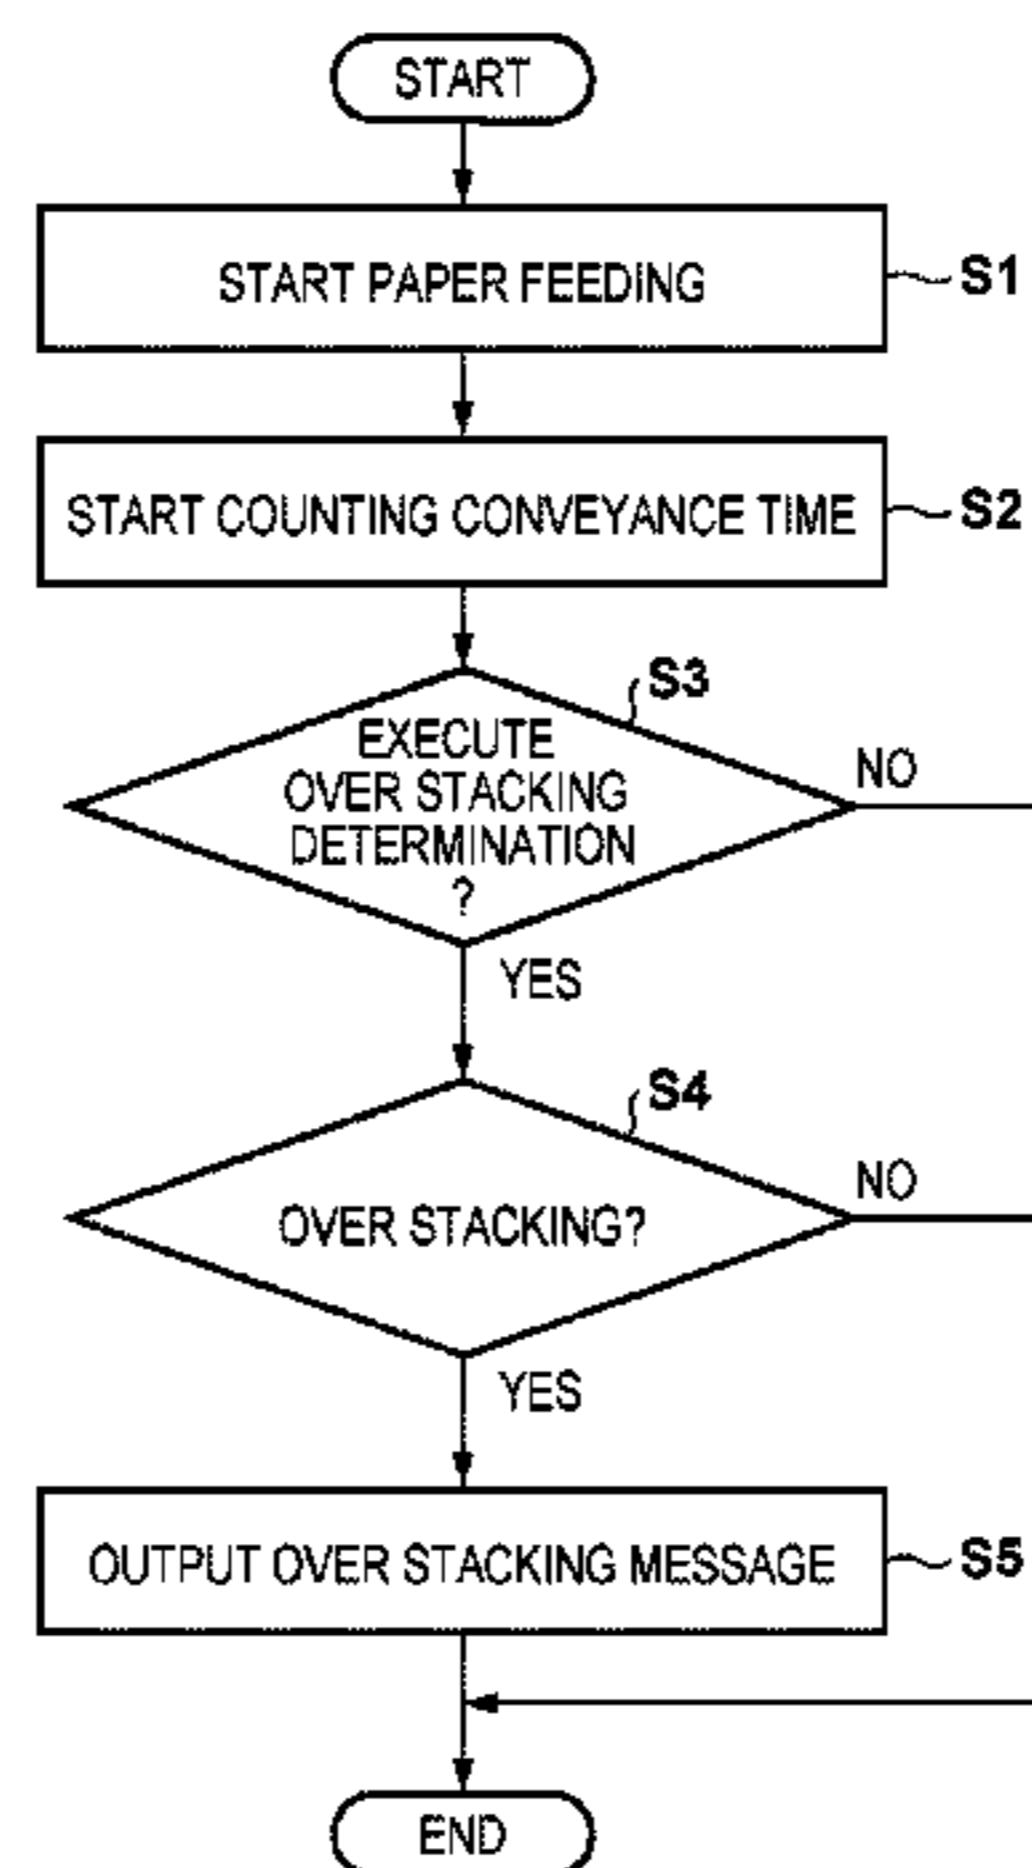 START
START PAPER FEEDING
S1
START COUNTING CONVEYANCE TIME
S2
S3
EXECUTE
OVER STACKING
DETERMINATION
?
NO
YES
S4
OVER STACKING?
NO
YES
OUTPUT OVER STACKING MESSAGE
S5
END